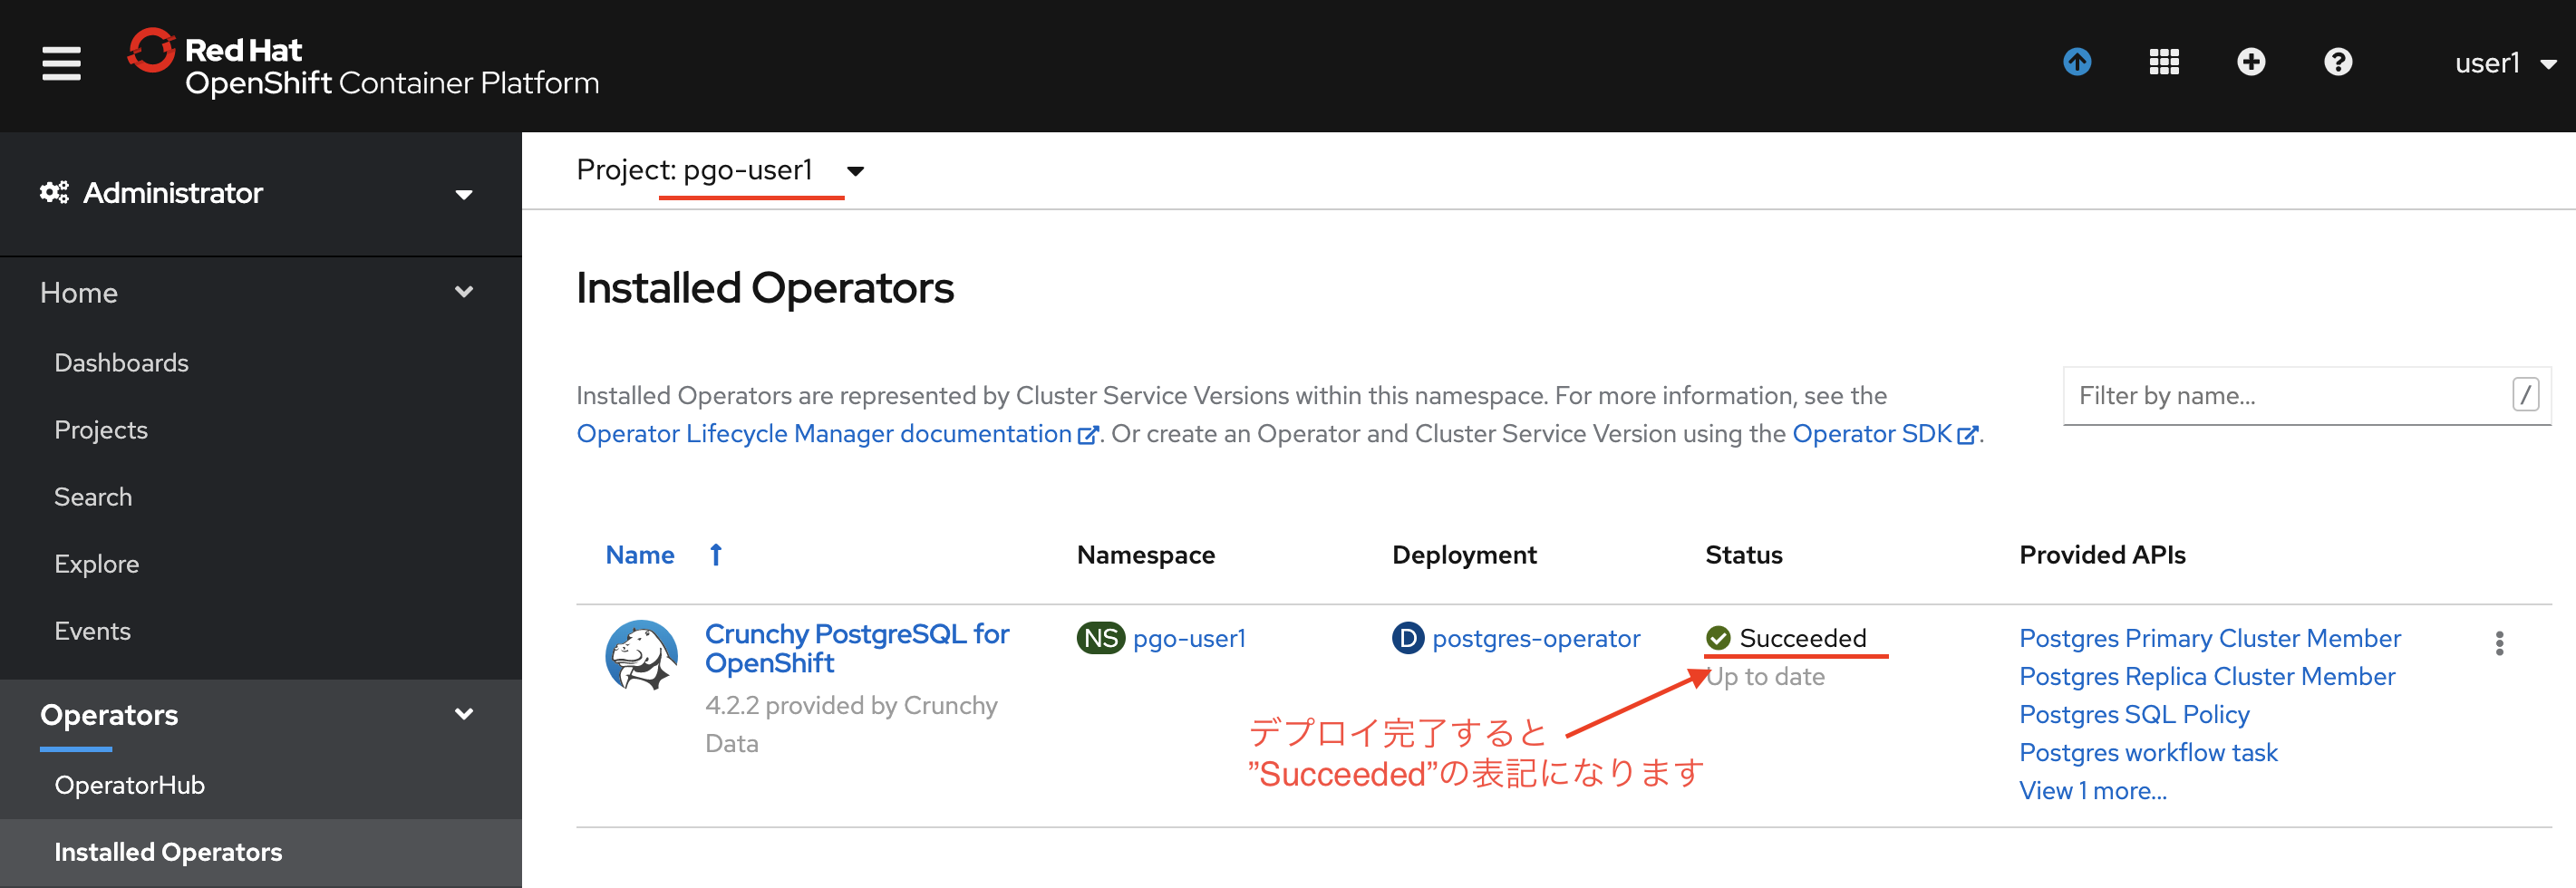 Red Hat
OpenShift Container Platform
user1
Administrator
Home
Dashboards
Projects
Search
Explore
Events
Operators
OperatorHub
Installed Operators
Project: pgo-user1
Installed Operators
Installed Operators are represented by Cluster Service Versions within this namespace. For more information, see the
Operator Lifecycle Manager documentation. Or create an Operator and Cluster Service Version using the Operator SDK.
Filter by name...
/
Name Namespace Deployment Status Provided APIs
Crunchy PostgreSQL for
OpenShift
4.2.2 provided by Crunchy
Data
NS pgo-user1
D postgres-operator
Succeeded
Up to date
デプロイ完了すると
”Succeeded”の表記になります
Postgres Primary Cluster Member
Postgres Replica Cluster Member
Postgres SQL Policy
Postgres workflow task
View 1 more...